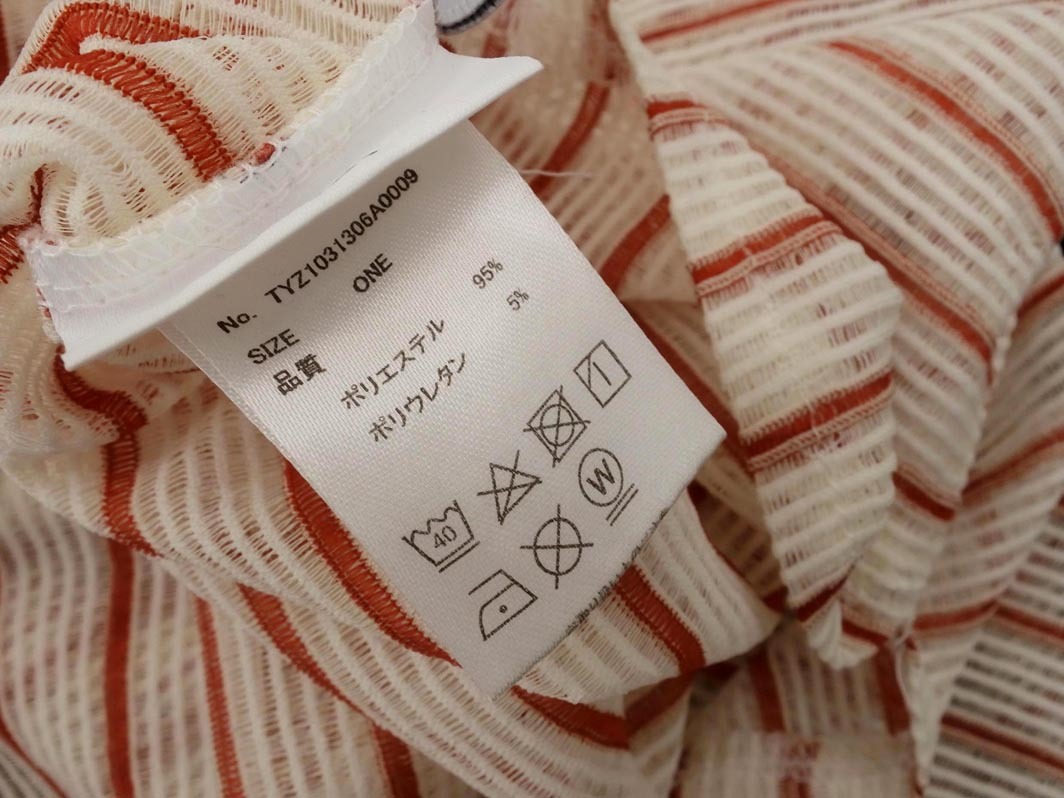 No. TYZ1031306A0009
SIZE ONE
品質
ポリエステル 95%
ポリウレタン 5%
40
W